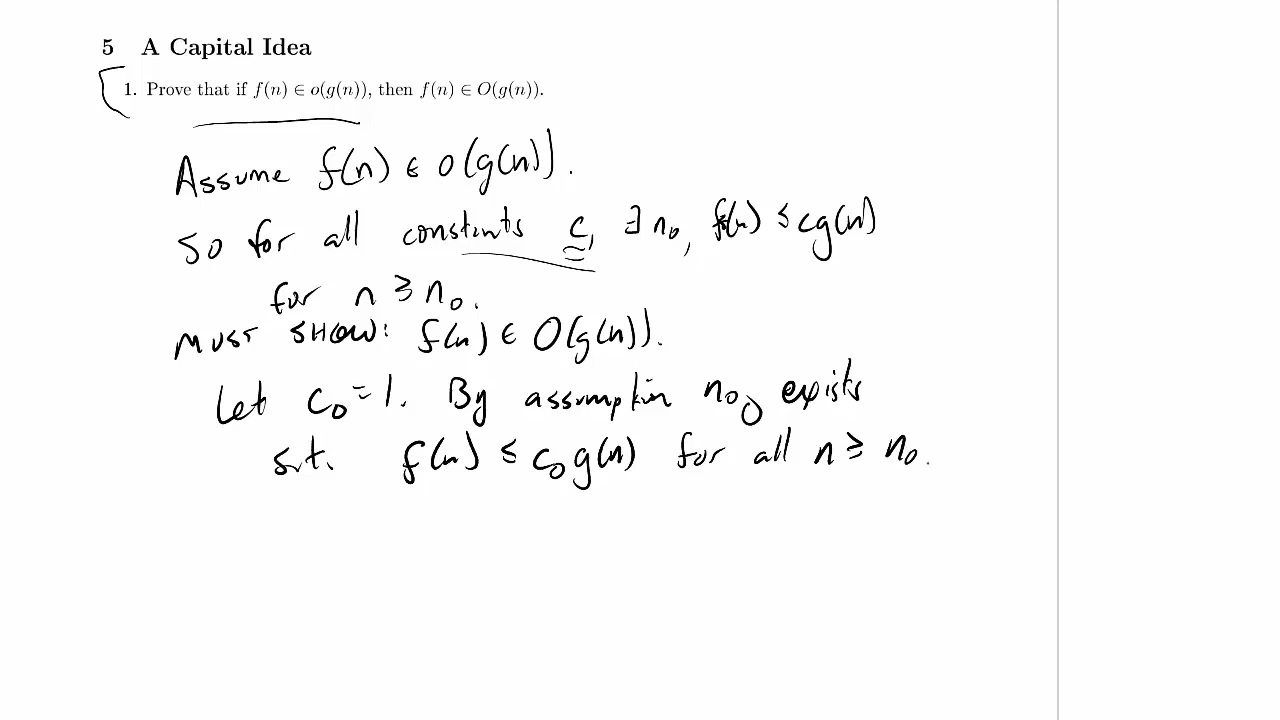 5 A Capital Idea
1. Prove that if f(n) ∈ o(g(n)), then f(n) ∈ O(g(n)).
Assume f(n) ∈ o(g(n)).
So for all constants c, ∃ n₀, f(n) ≤ cg(n)
for n ≥ n₀.
MUST SHOW: f(n) ∈ O(g(n)).
Let c₀ = 1. By assumption n₀, exists
s.t. f(n) ≤ c₀g(n) for all n ≥ n₀.